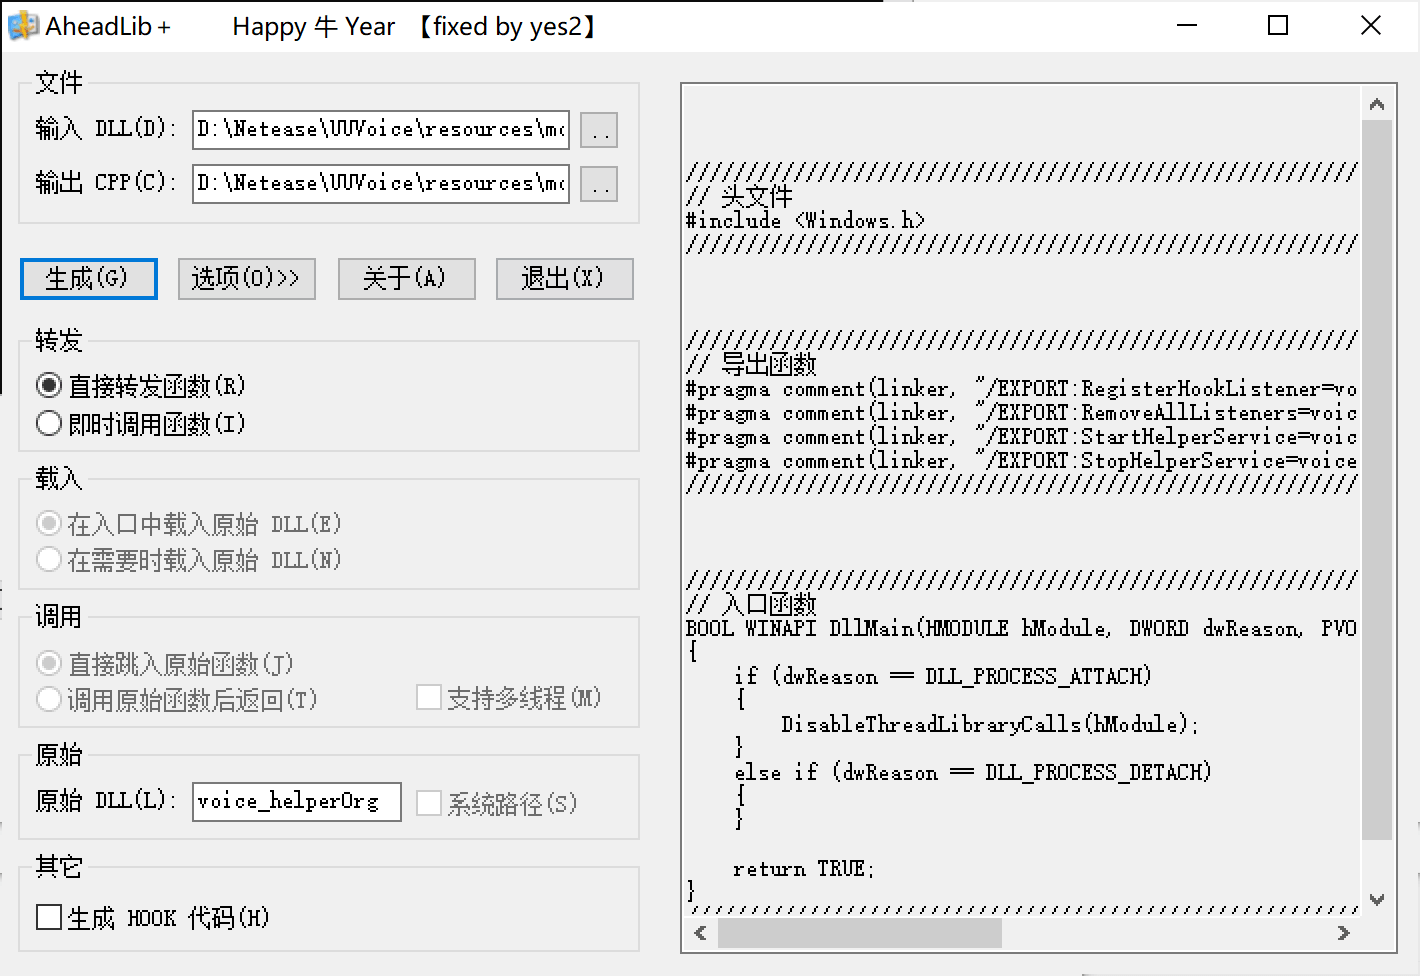 AheadLib+ Happy 牛 Year 【fixed by yes2】
文件
输入 DLL(D): D:\Netease\UUVoice\resources\mo ..
输出 CPP(C): D:\Netease\UUVoice\resources\mo ..
生成(G) 选项(O)>> 关于(A) 退出(X)
转发
直接转发函数(R)
即时调用函数(I)
载入
在入口中载入原始 DLL(E)
在需要时载入原始 DLL(N)
调用
直接跳入原始函数(J)
调用原始函数后返回(T) 支持多线程(M)
原始
原始 DLL(L): voice_helperOrg 系统路径(S)
其它
生成 HOOK 代码(H)
////////////////////////////////////////////////////////
// 头文件
#include <Windows.h>
////////////////////////////////////////////////////////
////////////////////////////////////////////////////////
// 导出函数
#pragma comment(linker, "/EXPORT:RegisterHookListener=vo
#pragma comment(linker, "/EXPORT:RemoveAllListeners=voic
#pragma comment(linker, "/EXPORT:StartHelperService=voic
#pragma comment(linker, "/EXPORT:StopHelperService=voice
////////////////////////////////////////////////////////
////////////////////////////////////////////////////////
// 入口函数
BOOL WINAPI DllMain(HMODULE hModule, DWORD dwReason, PVO
{
if (dwReason == DLL_PROCESS_ATTACH)
{
DisableThreadLibraryCalls(hModule);
}
else if (dwReason == DLL_PROCESS_DETACH)
{
}
return TRUE;
}
////////////////////////////////////////////////////////